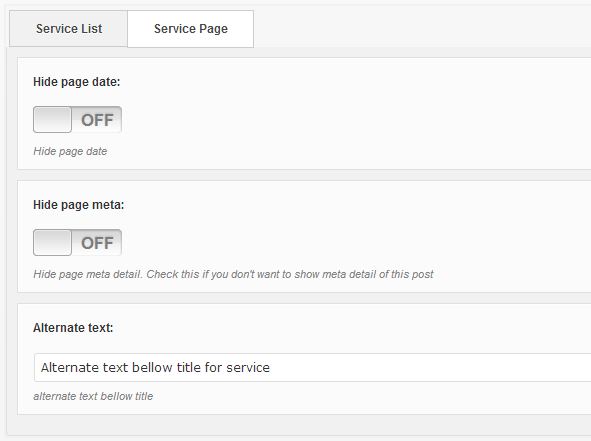 Service List Service Page
Hide page date:
OFF
Hide page date
Hide page meta:
OFF
Hide page meta detail. Check this if you don't want to show meta detail of this post
Alternate text:
Alternate text bellow title for service
alternate text bellow title